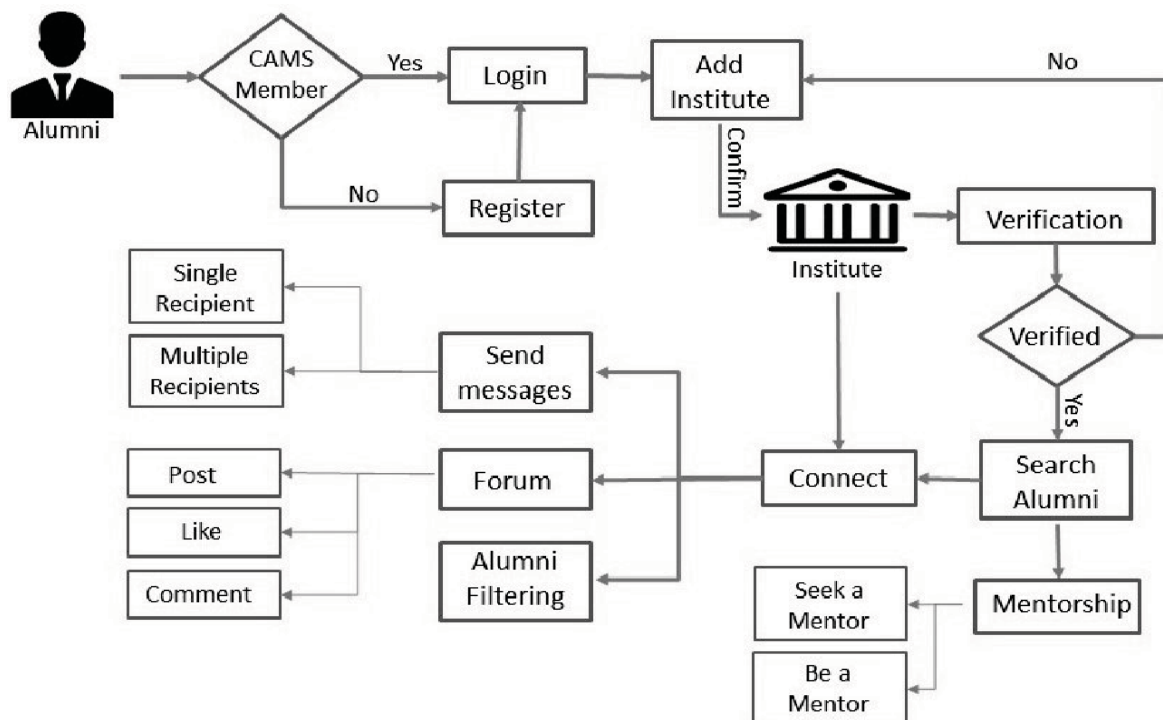 CAMS
Member
Yes
Login
Add
Institute
No
Alumni
Confirm
No
Register
Institute
Verification
Single
Recipient
Verified
Multiple
Recipients
Send
messages
Yes
Post
Forum
Connect
Search
Alumni
Like
Alumni
Filtering
Comment
Seek a
Mentor
Mentorship
Be a
Mentor